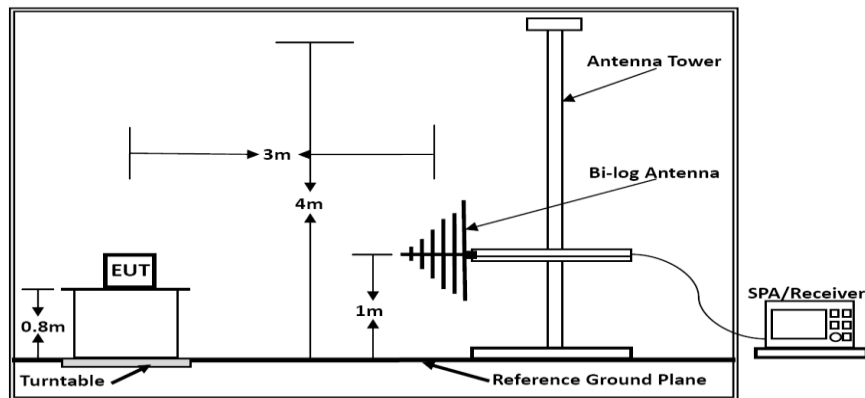 Antenna Tower
3m
Bi-log Antenna
4m
EUT
SPA/Receiver
1m
0.8m
Turntable
Reference Ground Plane